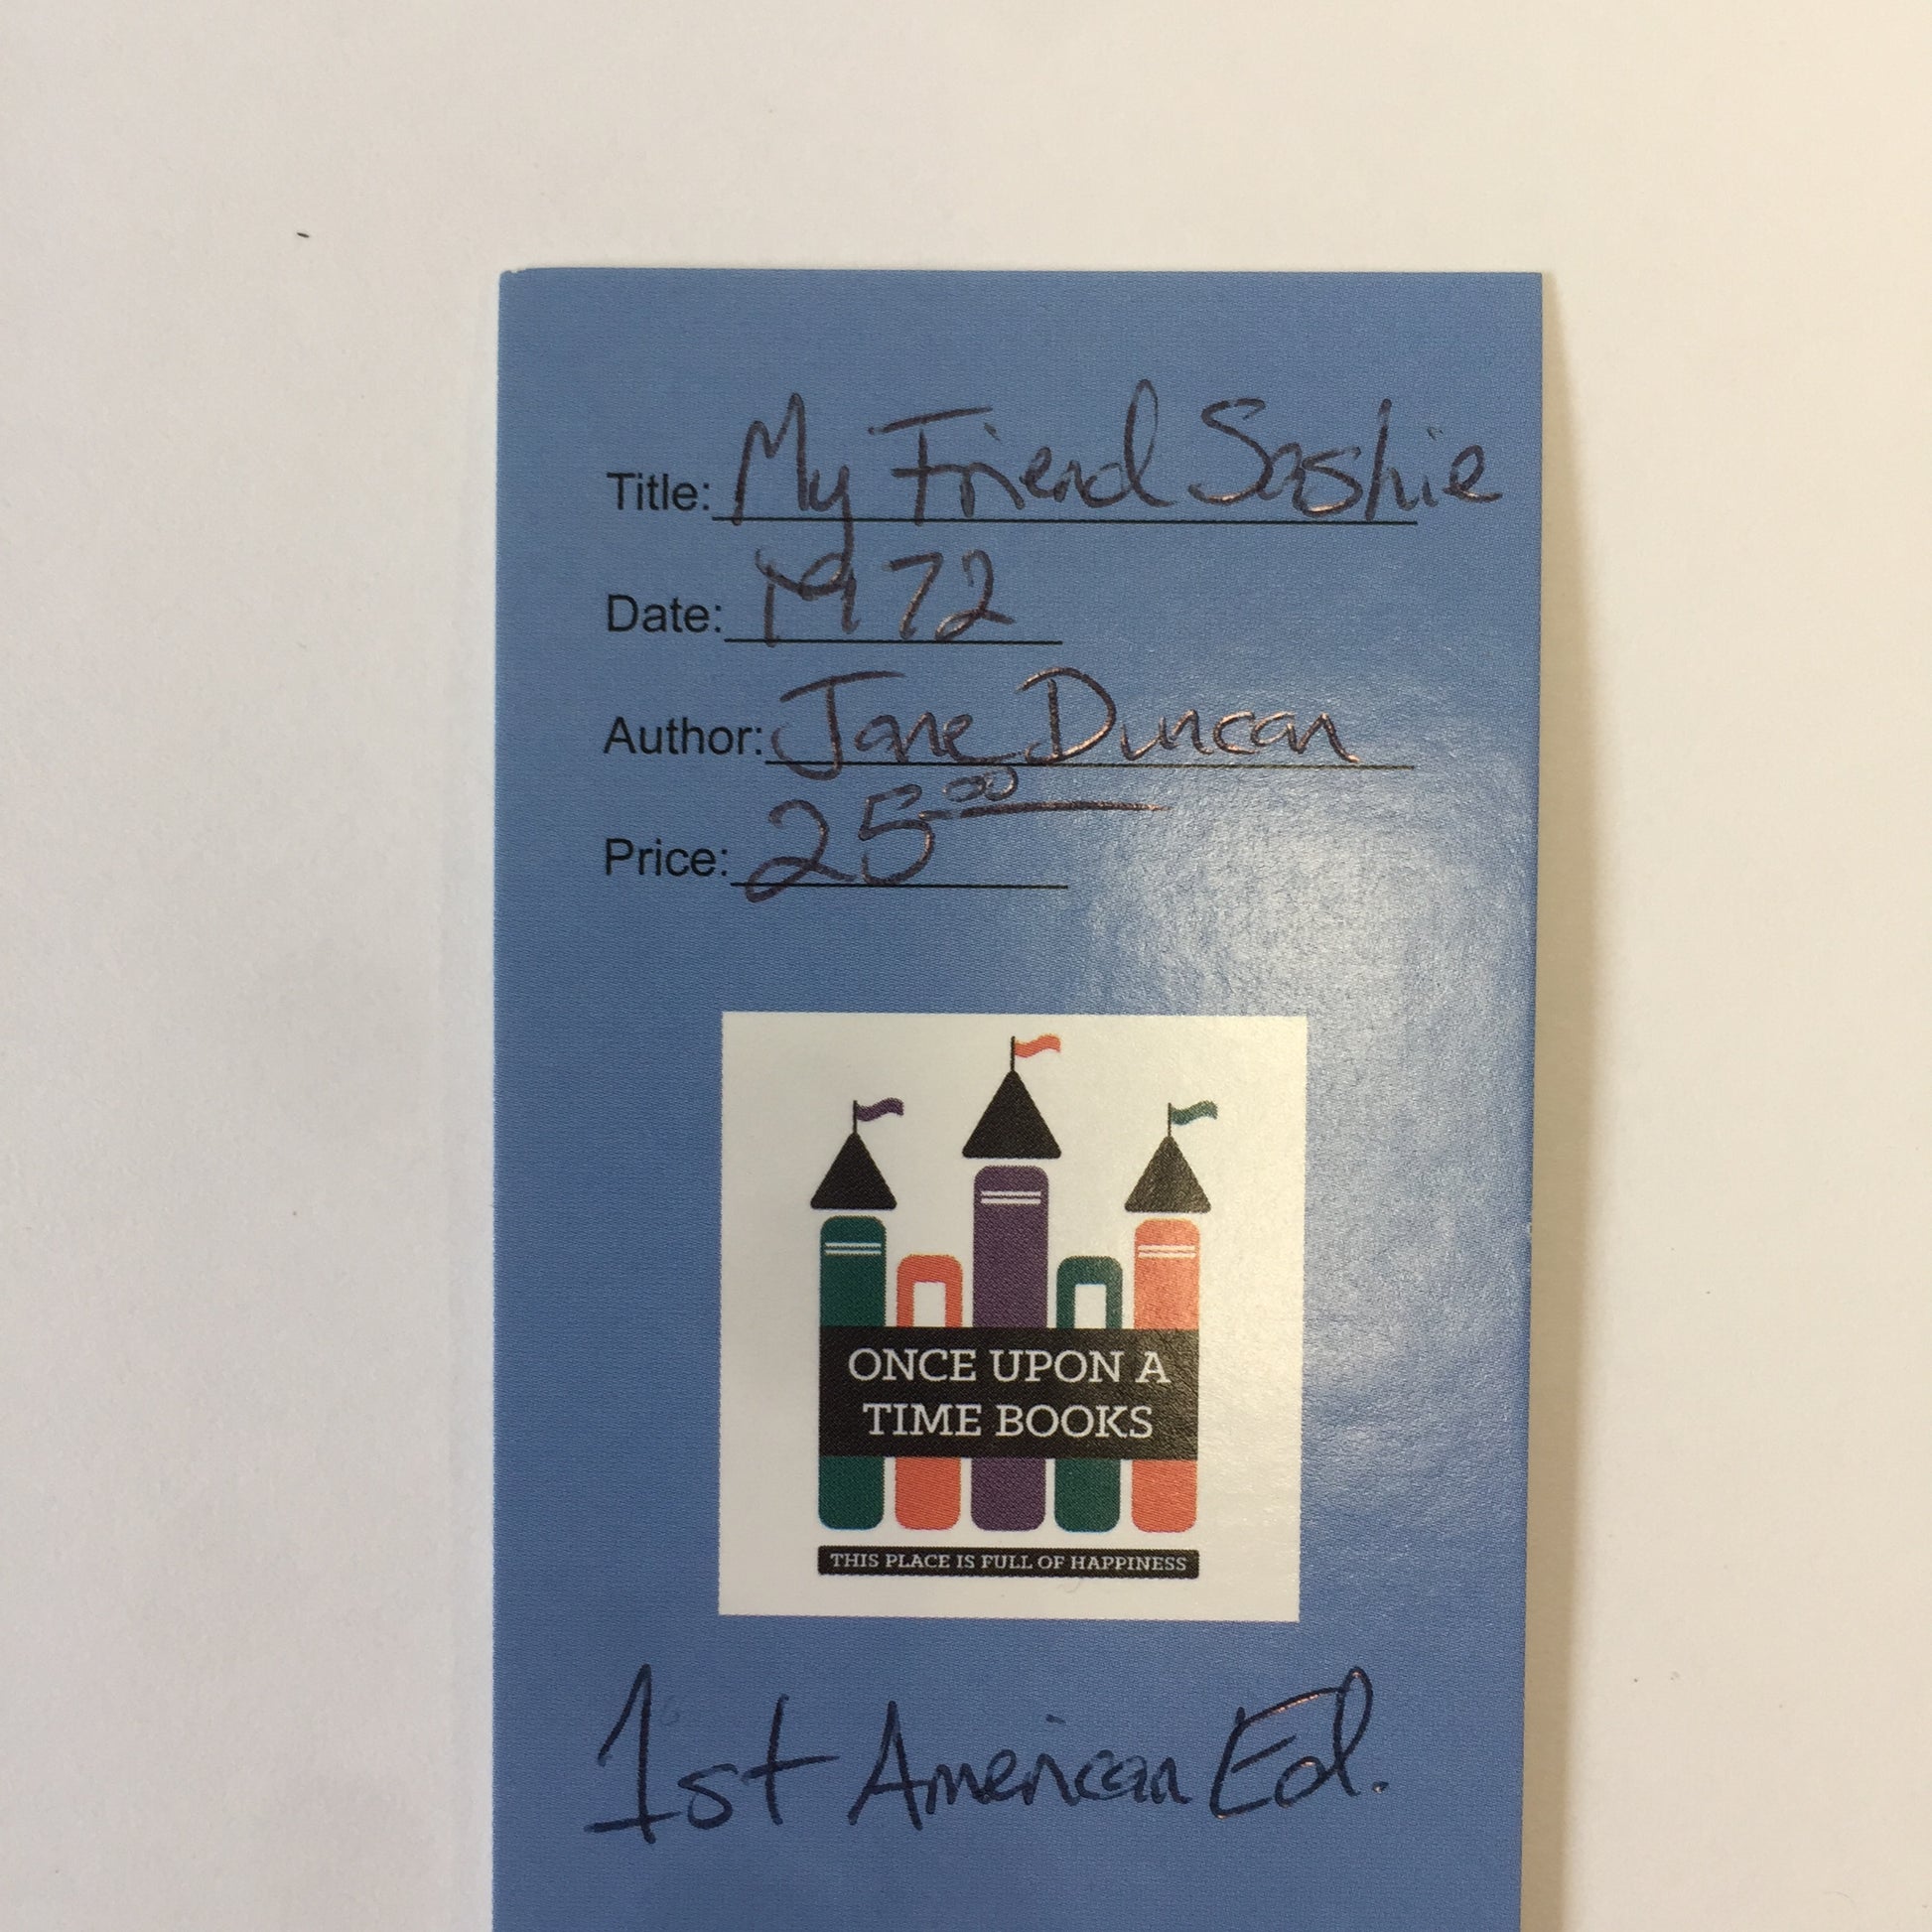 Title: My Friend Sashie
Date: 1972
Author: Jane Duncan
Price: 25.00
ONCE UPON A
TIME BOOKS
THIS PLACE IS FULL OF HAPPINESS
1st American Ed.